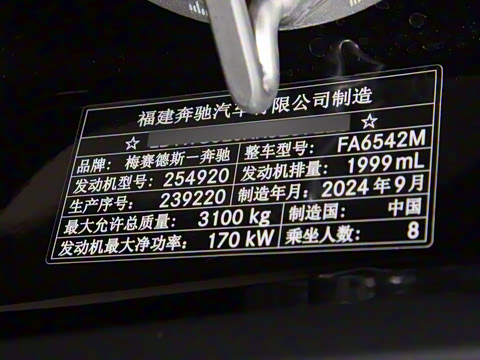 福建奔驰汽车有限公司制造
☆ ☆
品牌: 梅赛德斯-奔驰 整车型号: FA6542M
发动机型号: 254920 发动机排量: 1999mL
生产序号: 239220 制造年月: 2024年9月
最大允许总质量: 3100 kg 制造国: 中国
发动机最大净功率: 170 kW 乘坐人数: 8